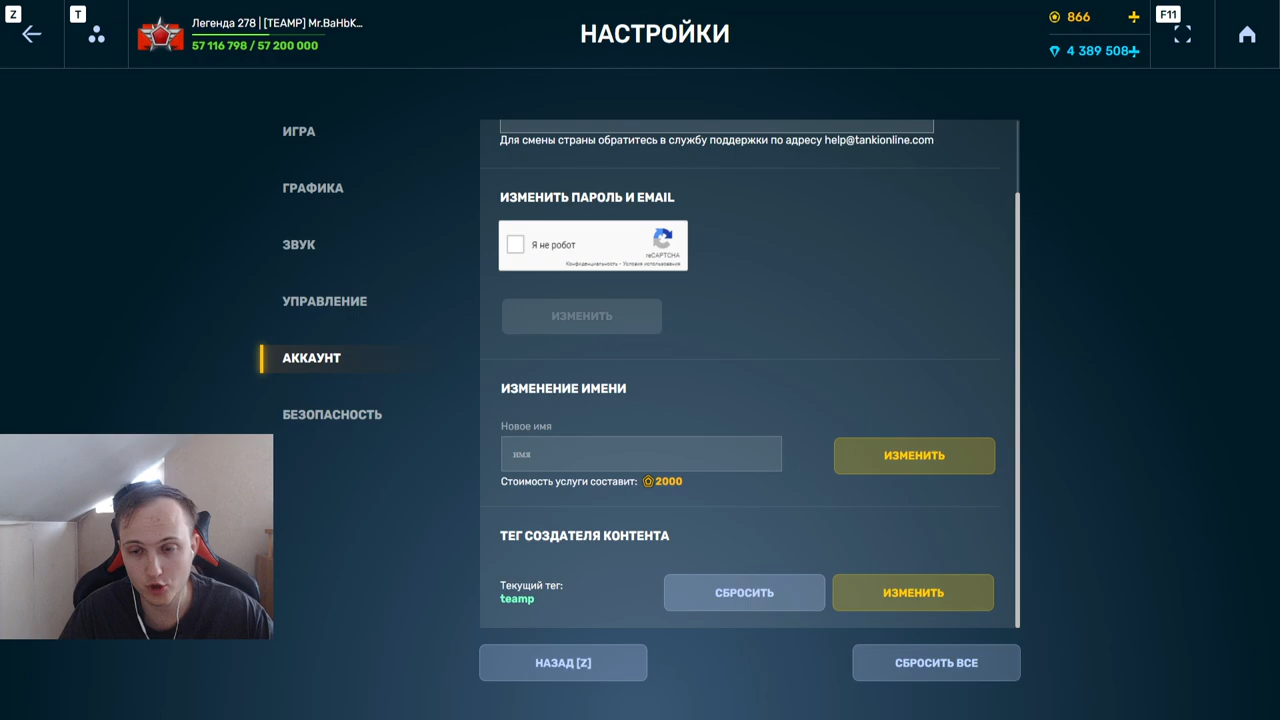 Z
T
Легенда 278 | [TEAMP] Mr.BaHbK...
57 116 798 / 57 200 000
НАСТРОЙКИ
866
4 389 508
F11
ИГРА
ГРАФИКА
ЗВУК
УПРАВЛЕНИЕ
АККАУНТ
БЕЗОПАСНОСТЬ
Для смены страны обратитесь в службу поддержки по адресу help@tankionline.com
ИЗМЕНИТЬ ПАРОЛЬ И EMAIL
Я не робот
reCAPTCHA
Конфиденциальность - Условия использования
ИЗМЕНИТЬ
ИЗМЕНЕНИЕ ИМЕНИ
Новое имя
имя
ИЗМЕНИТЬ
Стоимость услуги составит: 2000
ТЕГ СОЗДАТЕЛЯ КОНТЕНТА
Текущий тег:
teamp
СБРОСИТЬ
ИЗМЕНИТЬ
НАЗАД [Z]
СБРОСИТЬ ВСЕ